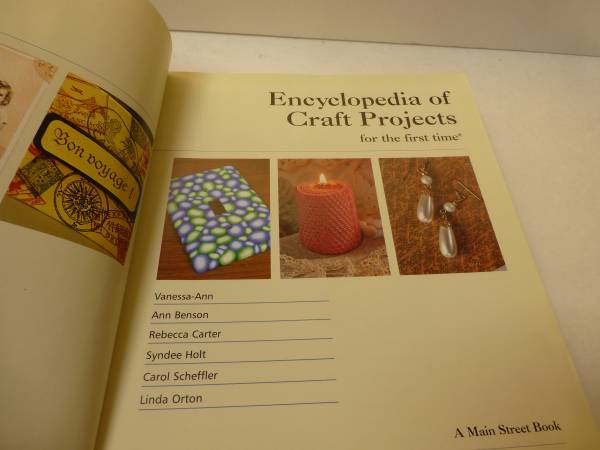 Bon voyage!
Encyclopedia of
Craft Projects
for the first time®
Vanessa-Ann
Ann Benson
Rebecca Carter
Syndee Holt
Carol Scheffler
Linda Orton
A Main Street Book